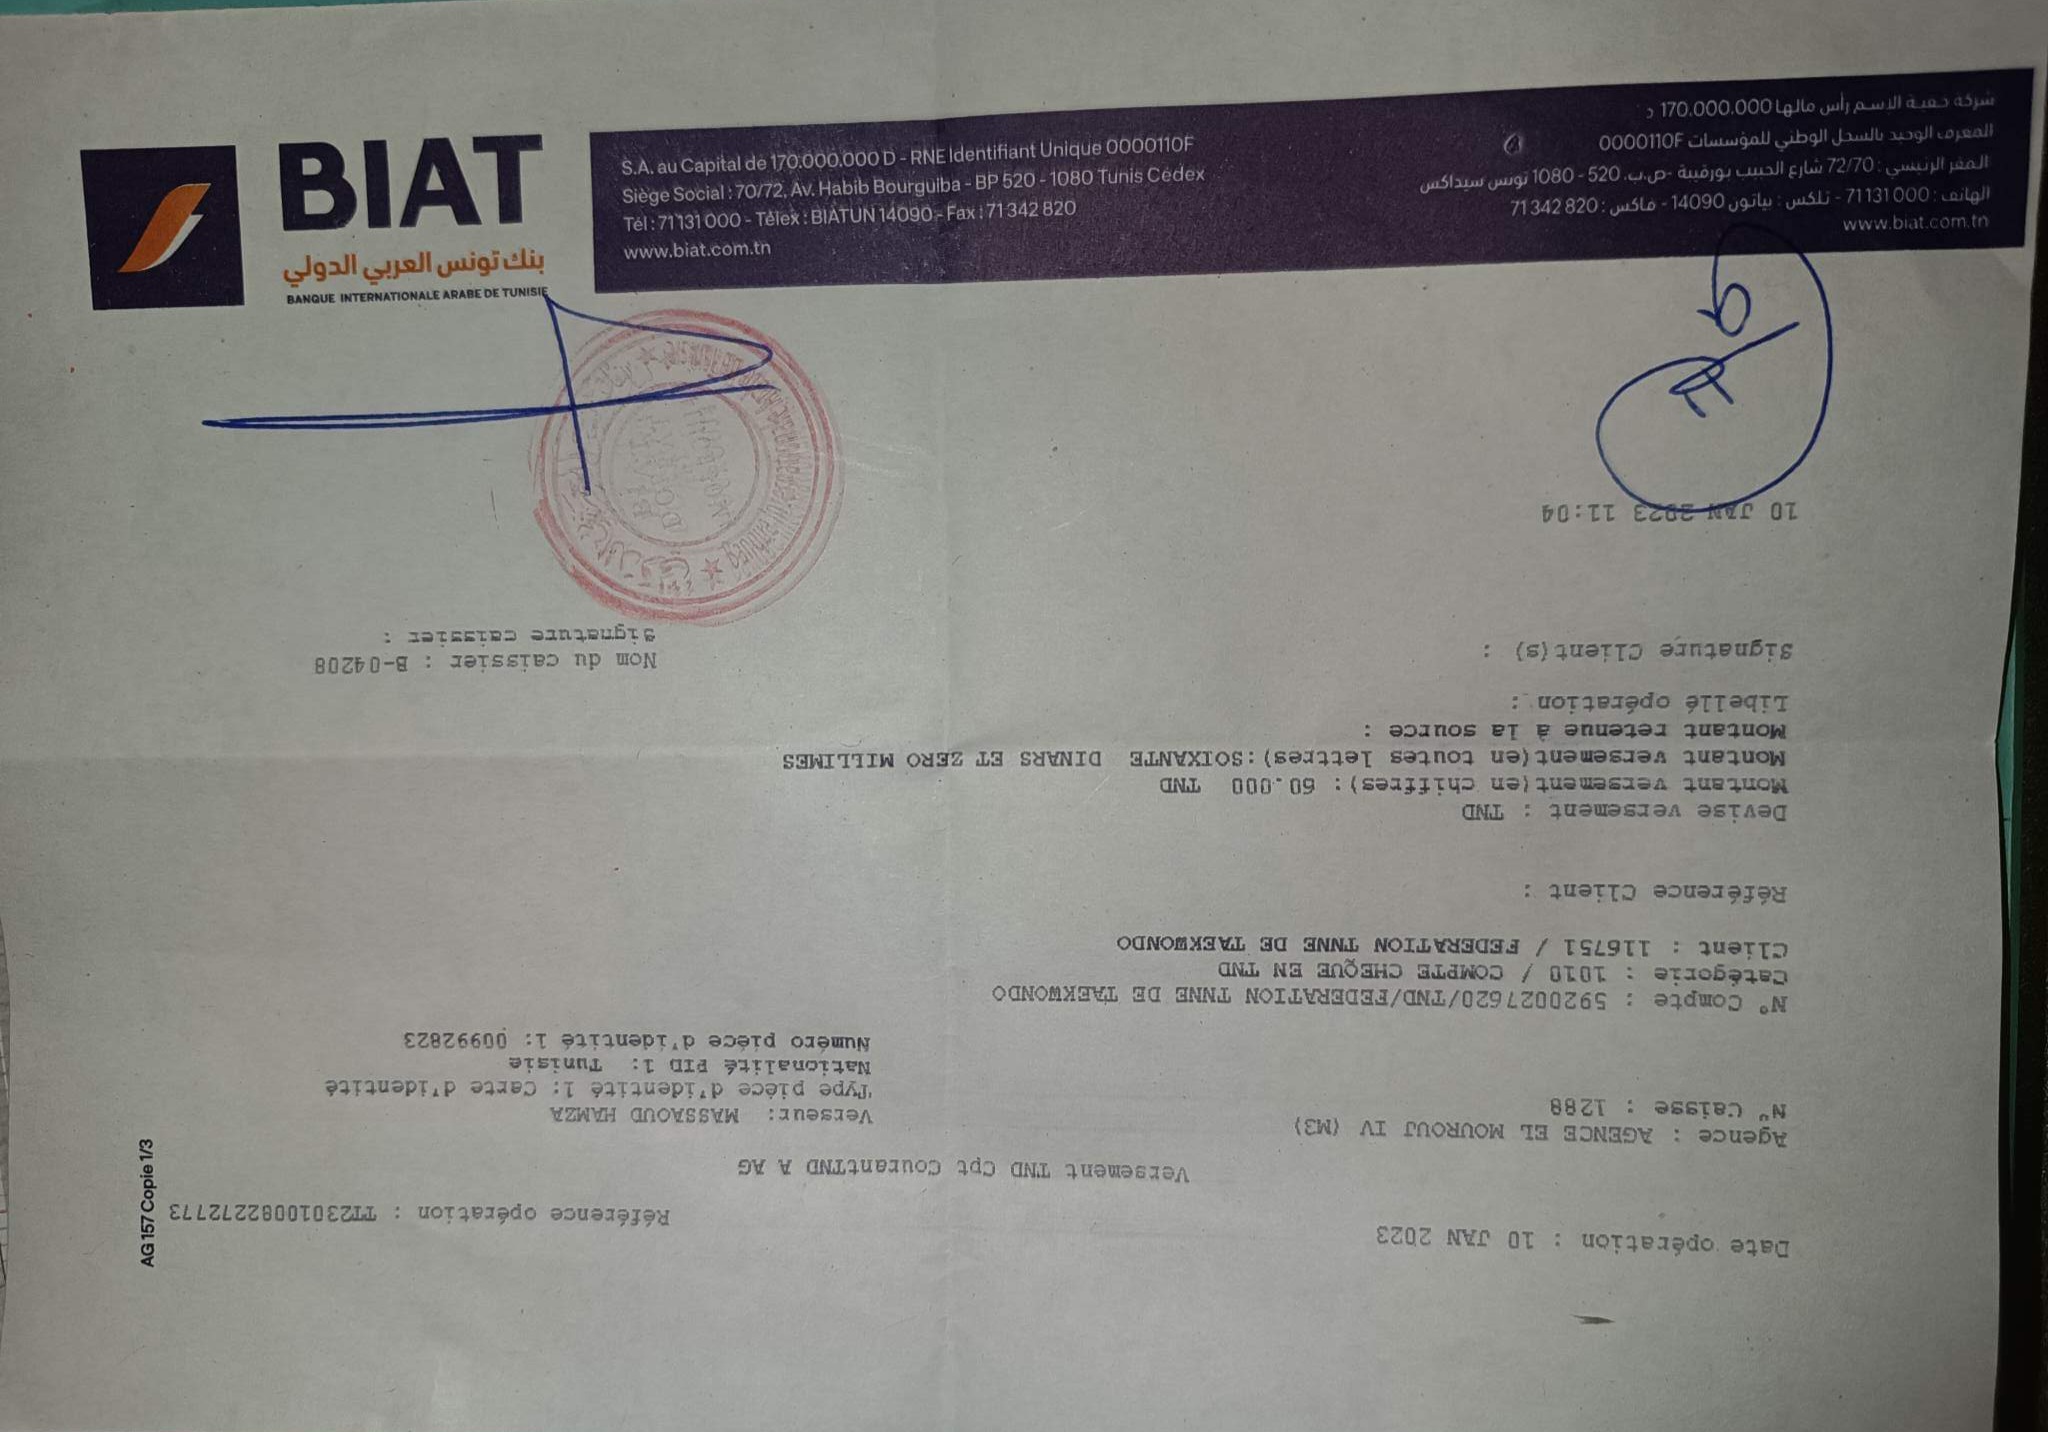 BIAT
بنك تونس العربي الدولي
BANQUE INTERNATIONALE ARABE DE TUNISIE
S.A. au Capital de 170.000.000 D - RNE Identifiant Unique 0000110F
Siège Social : 70/72, Av. Habib Bourguiba - BP 520 - 1080 Tunis Cédex
Tél : 71 131 000 - Télex : BIATUN 14090 - Fax : 71 342 820
www.biat.com.tn
شركة خفية الاسم رأس مالها 170.000.000 د
المعرف الوحيد بالسجل الوطني للمؤسسات 0000110F
المقر الرئيسي : 72/70 شارع الحبيب بورقيبة -ص.ب. 520 - 1080 تونس سيداكس
الهاتف : 71131 000 - تلكس : بياتون 14090 - فاكس : 71 342 820
www.biat.com.tn
Date opération : 10 JAN 2023
Référence opération : TT23010082272773
Versement TND Cpt CourantTND A AG
Agence : AGENCE EL MOUROUJ IV (M3)
N° Caisse : 1288
Verseur: MASSAOUD HAMZA
Type pièce d'identité 1: Carte d'identité
Nationalité PID 1: Tunisie
Numéro pièce d'identité 1: 00992823
N° Compte : 592002762​0/TND/FEDERATION TNNE DE TAEKWONDO
Catégorie : 1010 / COMPTE CHEQUE EN TND
Client : 116751 / FEDERATION TNNE DE TAEKWONDO
Référence Client :
Devise versement : TND
Montant versement(en chiffres): 60.000 TND
Montant versement(en toutes lettres):SOIXANTE DINARS ET ZERO MILLIMES
Montant retenue à la source :
Libellé opération :
Signature Client(s) :
Nom du caissier : B-04208
Signature caissier :
10 JAN 2023 11:04
AG 157 Copie 1/3